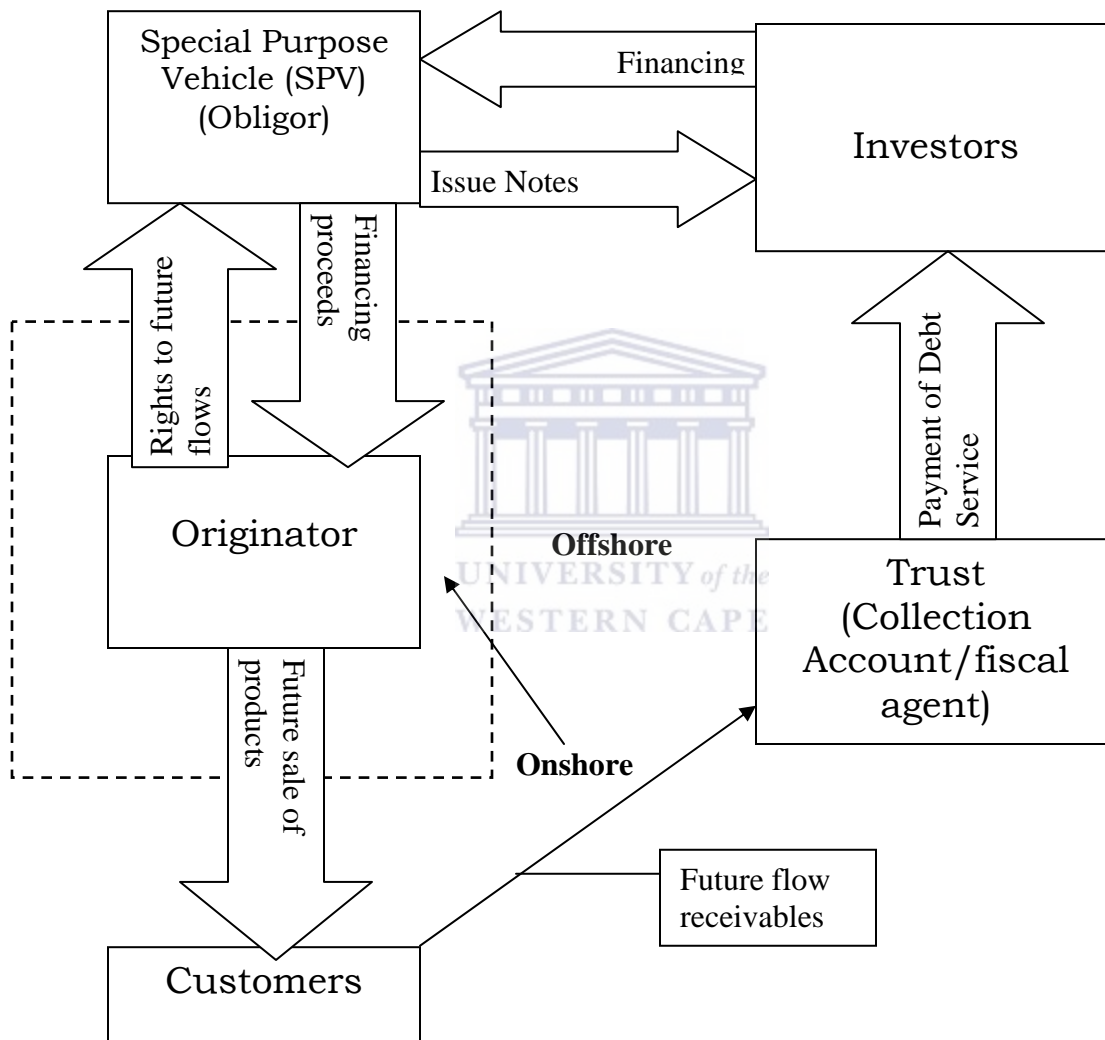 Special Purpose
Vehicle (SPV)
(Obligor)
Financing
Investors
Issue Notes
Rights to future
flows
Financing
proceeds
Payment of Debt
Service
Originator
Offshore
UNIVERSITY of the
WESTERN CAPE
Trust
(Collection
Account/fiscal
agent)
Future sale of
products
Onshore
Future flow
receivables
Customers